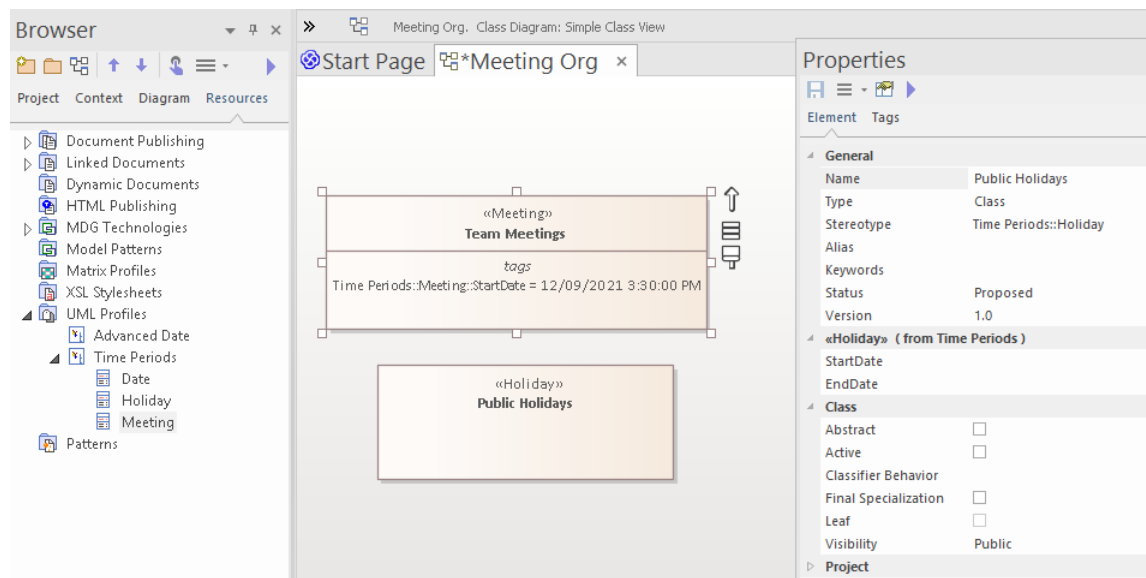 Browser
Project Context Diagram Resources
Document Publishing
Linked Documents
Dynamic Documents
HTML Publishing
MDG Technologies
Model Patterns
Matrix Profiles
XSL Stylesheets
UML Profiles
Advanced Date
Time Periods
Date
Holiday
Meeting
Patterns
Meeting Org. Class Diagram: Simple Class View
Start Page *Meeting Org ×
«Meeting»
Team Meetings
tags
Time Periods::Meeting::StartDate = 12/09/2021 3:30:00 PM
«Holiday»
Public Holidays
Properties
Element Tags
General
Name Public Holidays
Type Class
Stereotype Time Periods::Holiday
Alias
Keywords
Status Proposed
Version 1.0
«Holiday» ( from Time Periods )
StartDate
EndDate
Class
Abstract
Active
Classifier Behavior
Final Specialization
Leaf
Visibility Public
Project